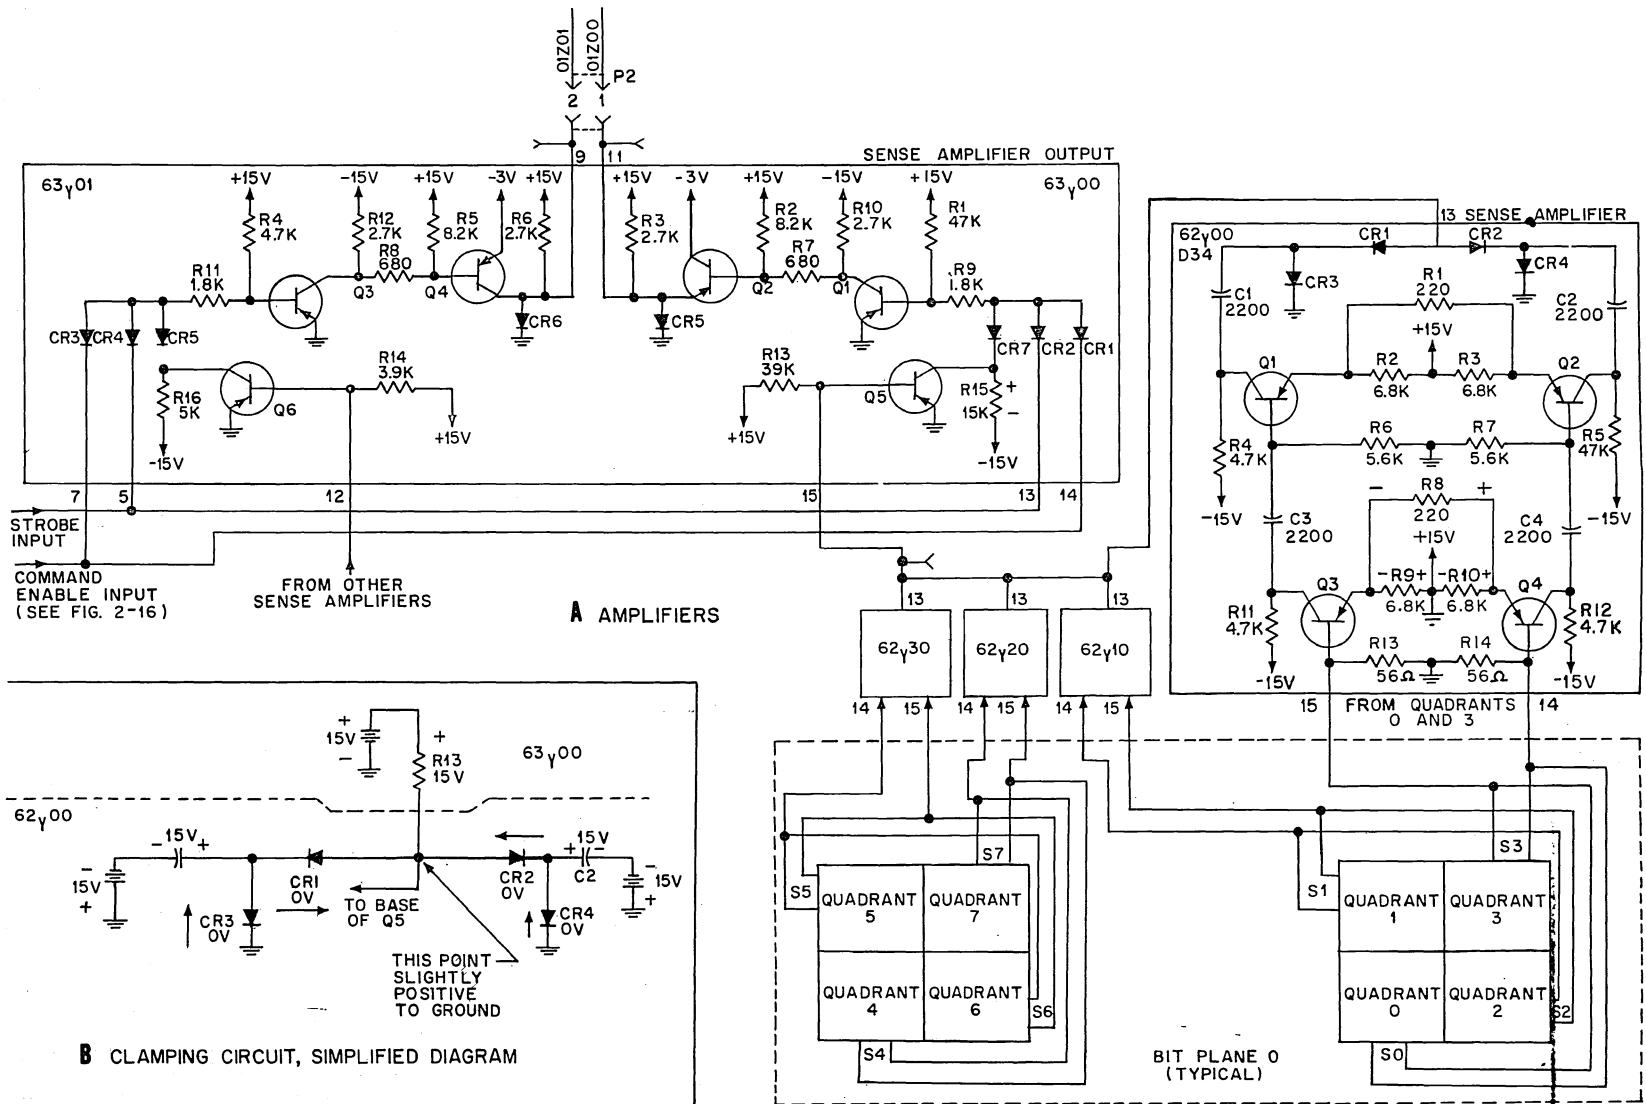 01Z01
01Z00
P2
2 1
9 11
SENSE AMPLIFIER OUTPUT
63y01
63y00
+15V
-15V
+15V
-3V
+15V
+15V
-3V
+15V
-15V
+15V
R4
4.7K
R12
2.7K
R8
680
R5
8.2K
R6
2.7K
R3
2.7K
R2
8.2K
R7
680
R10
2.7K
R1
47K
R11
1.8K
Q3
Q4
Q2
Q1
R9
1.8K
CR3
CR4
CR5
CR6
CR5
CR7
CR2
CR1
R16
5K
Q6
R14
3.9K
+15V
-15V
R13
39K
+15V
Q5
R15
15K
+
-
-15V
7
5
12
15
13
14
STROBE
INPUT
COMMAND
ENABLE INPUT
(SEE FIG. 2-16)
FROM OTHER
SENSE AMPLIFIERS
A AMPLIFIERS
13
13
13
62y30
62y20
62y10
14
15
14
15
14
15
13 SENSE AMPLIFIER
62y00
D34
CR1
CR2
CR3
CR4
C1
2200
R1
220
C2
2200
+15V
Q1
R2
6.8K
R3
6.8K
Q2
R4
4.7K
R6
5.6K
R7
5.6K
R5
47K
-15V
- R8 +
220
-15V
C3
2200
+15V
C4
2200
Q3
-R9+
6.8K
-R10+
6.8K
Q4
R11
4.7K
R12
4.7K
R13
56Ω
R14
56Ω
-15V
-15V
15
FROM QUADRANTS
0 AND 3
14
+
15V
-
+
R13
15V
63y00
62y00
-15V+
15V
+ -
-
15V
+
CR1
0V
CR2
0V
C2
-
15V
+
CR3
0V
TO BASE
OF Q5
CR4
0V
THIS POINT
SLIGHTLY
POSITIVE
TO GROUND
B CLAMPING CIRCUIT, SIMPLIFIED DIAGRAM
S7
S5
QUADRANT
5
QUADRANT
7
QUADRANT
4
QUADRANT
6
S6
S4
S3
S1
QUADRANT
1
QUADRANT
3
QUADRANT
0
QUADRANT
2
S2
S0
BIT PLANE 0
(TYPICAL)